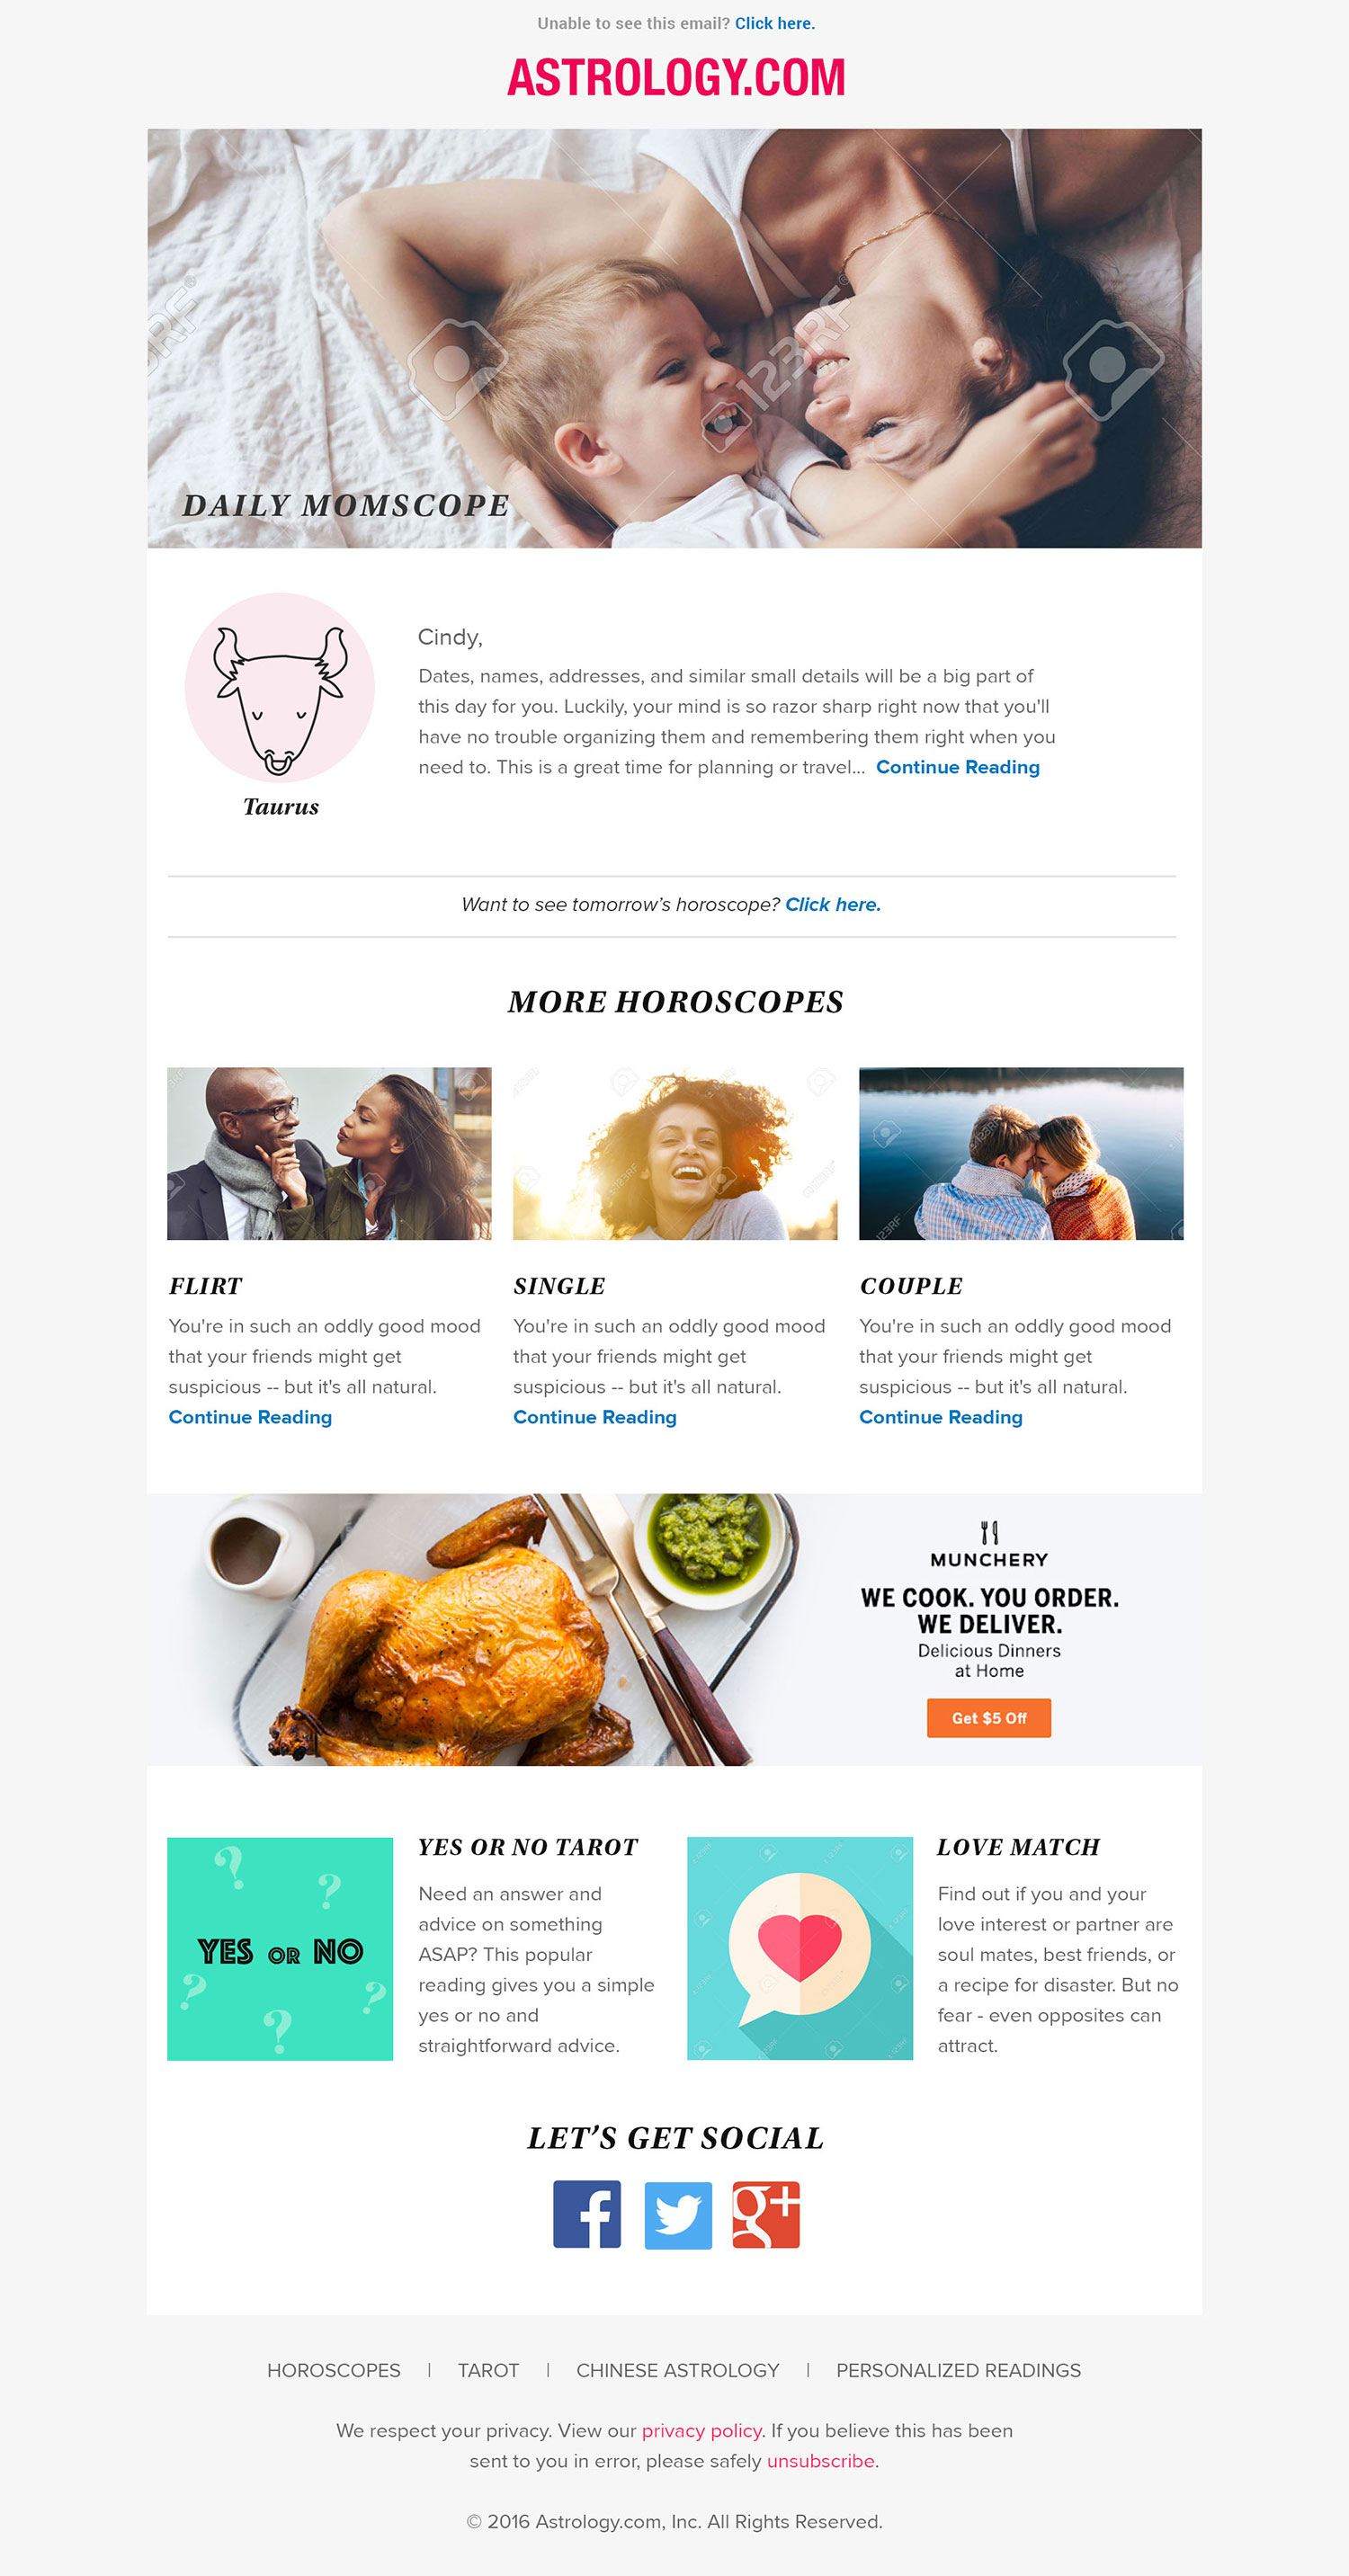 Unable to see this email? Click here.
ASTROLOGY.COM
123RF
DAILY MOMSCOPE
Cindy,
Dates, names, addresses, and similar small details will be a big part of
this day for you. Luckily, your mind is so razor sharp right now that you'll
have no trouble organizing them and remembering them right when you
need to. This is a great time for planning or travel... Continue Reading
Taurus
Want to see tomorrow's horoscope? Click here.
MORE HOROSCOPES
FLIRT
You're in such an oddly good mood
that your friends might get
suspicious -- but it's all natural.
Continue Reading
SINGLE
You're in such an oddly good mood
that your friends might get
suspicious -- but it's all natural.
Continue Reading
COUPLE
You're in such an oddly good mood
that your friends might get
suspicious -- but it's all natural.
Continue Reading
MUNCHERY
WE COOK. YOU ORDER.
WE DELIVER.
Delicious Dinners
at Home
Get $5 Off
? ? ? ? ?
YES OR NO
YES OR NO TAROT
Need an answer and
advice on something
ASAP? This popular
reading gives you a simple
yes or no and
straightforward advice.
LOVE MATCH
Find out if you and your
love interest or partner are
soul mates, best friends, or
a recipe for disaster. But no
fear - even opposites can
attract.
LET'S GET SOCIAL
f g+
HOROSCOPES | TAROT | CHINESE ASTROLOGY | PERSONALIZED READINGS
We respect your privacy. View our privacy policy. If you believe this has been
sent to you in error, please safely unsubscribe.
© 2016 Astrology.com, Inc. All Rights Reserved.